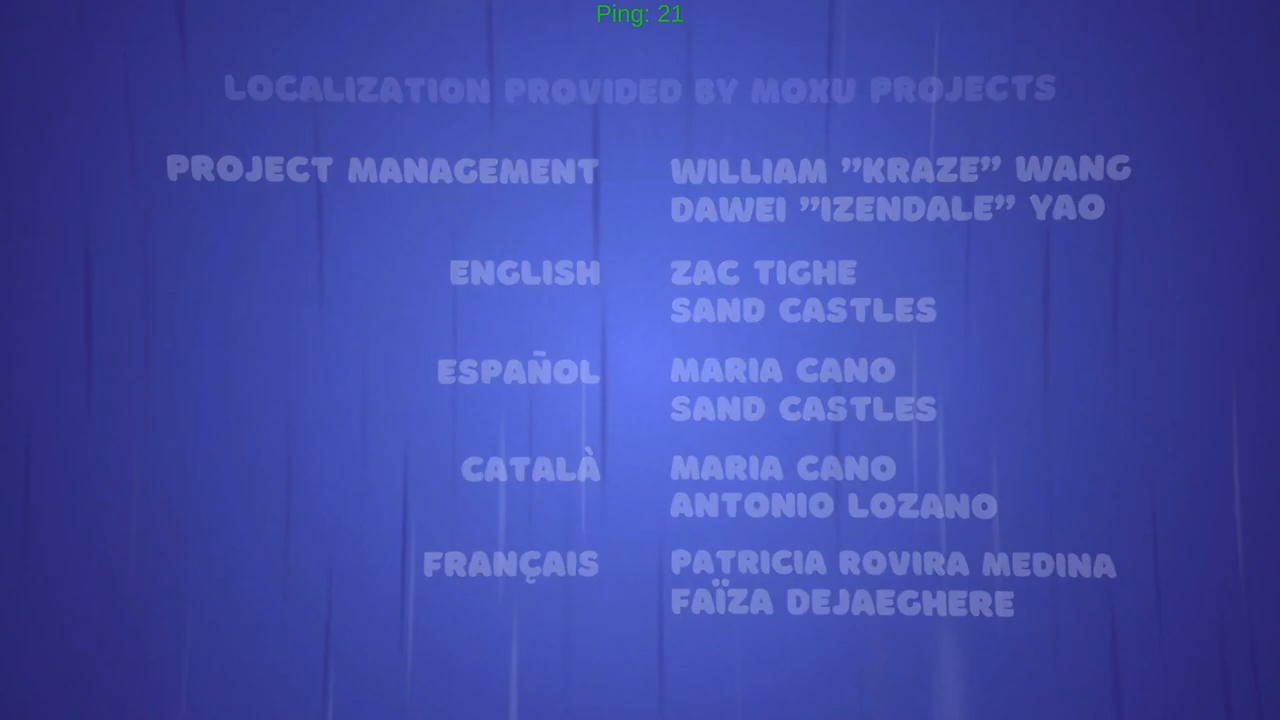 Ping: 21
LOCALIZATION PROVIDED BY MOXU PROJECTS
PROJECT MANAGEMENT WILLIAM ”KRAZE” WANG
DAWEI ”IZENDALE” YAO
ENGLISH ZAC TIGHE
SAND CASTLES
ESPAÑOL MARIA CANO
SAND CASTLES
CATALÀ MARIA CANO
ANTONIO LOZANO
FRANÇAIS PATRICIA ROVIRA MEDINA
FAÏZA DEJAEGHERE